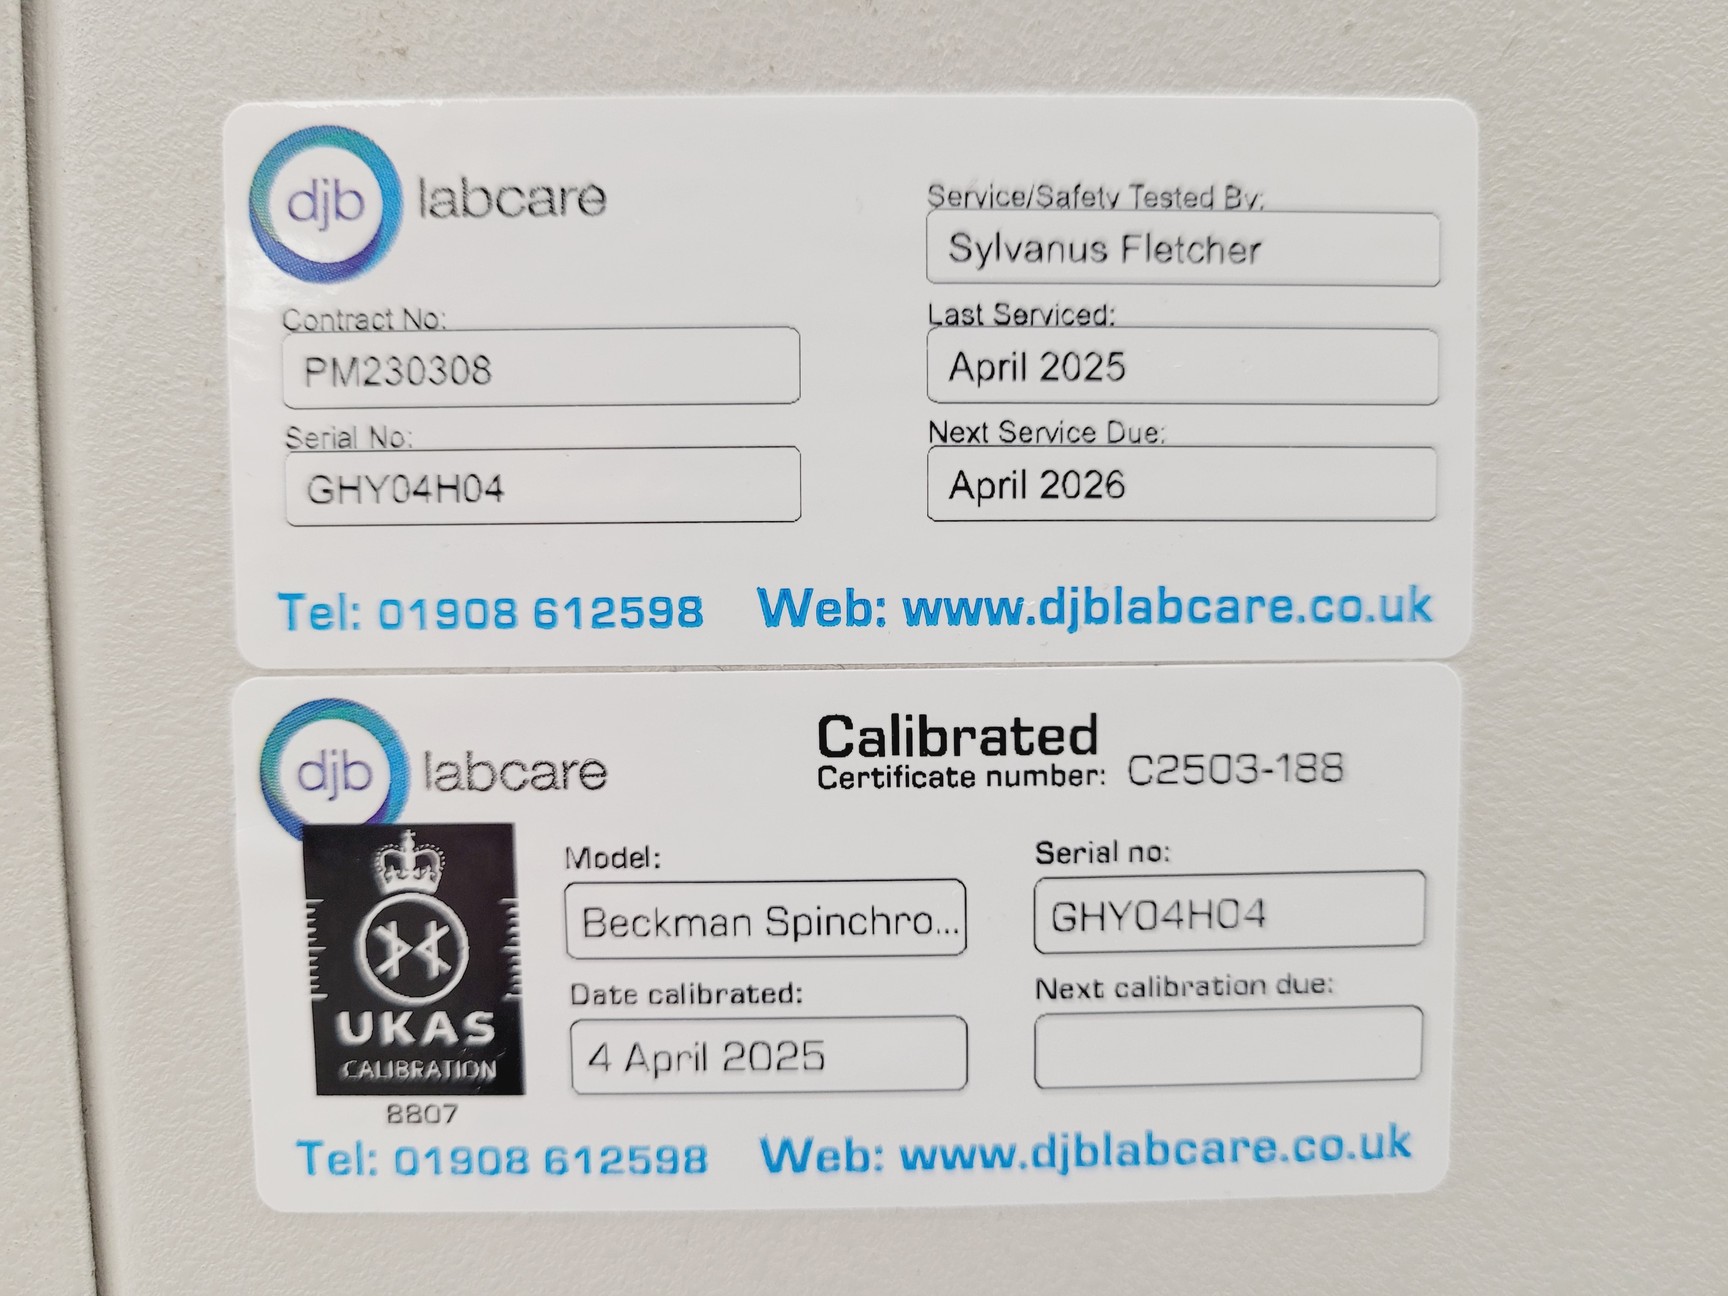 djb labcare
Service/Safety Tested By:
Sylvanus Fletcher
Contract No:
PM230308
Last Serviced:
April 2025
Serial No:
GHY04H04
Next Service Due:
April 2026
Tel: 01908 612598 Web: www.djblabcare.co.uk
djb labcare
Calibrated
Certificate number: C2503-188
Model:
Beckman Spinchro...
Serial no:
GHY04H04
Date calibrated:
4 April 2025
Next calibration due:
UKAS
CALIBRATION
8807
Tel: 01908 612598 Web: www.djblabcare.co.uk